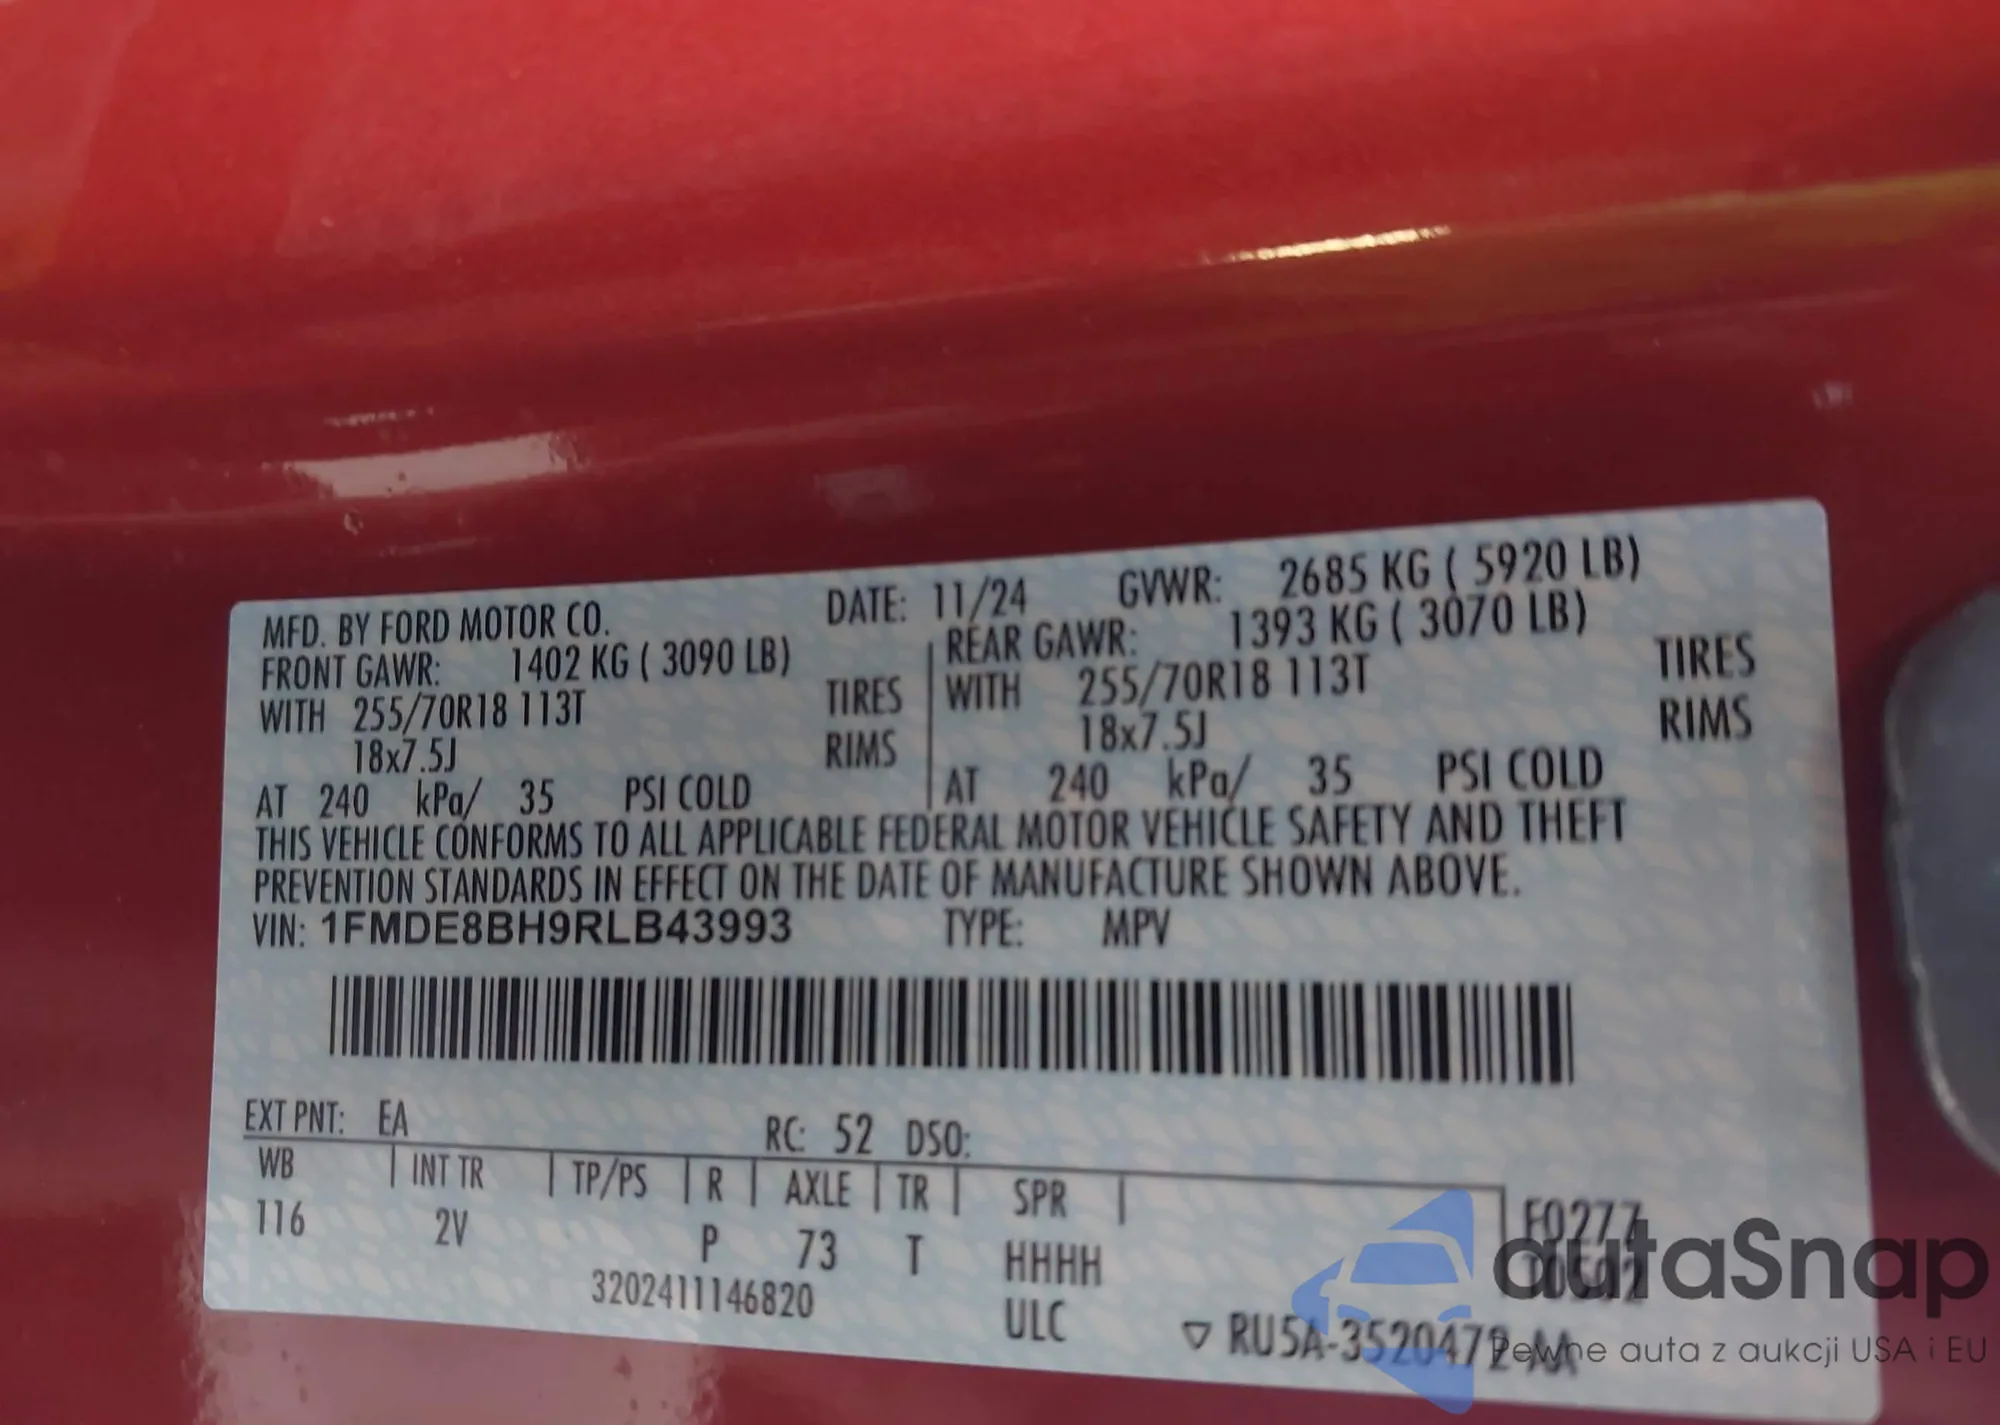 MFD. BY FORD MOTOR CO. DATE: 11/24 GVWR: 2685 KG ( 5920 LB)
FRONT GAWR: 1402 KG ( 3090 LB) REAR GAWR: 1393 KG ( 3070 LB)
WITH 255/70R18 113T TIRES WITH 255/70R18 113T TIRES
18x7.5J RIMS 18x7.5J RIMS
AT 240 kPa/ 35 PSI COLD AT 240 kPa/ 35 PSI COLD
THIS VEHICLE CONFORMS TO ALL APPLICABLE FEDERAL MOTOR VEHICLE SAFETY AND THEFT
PREVENTION STANDARDS IN EFFECT ON THE DATE OF MANUFACTURE SHOWN ABOVE.
VIN: 1FMDE8BH9RLB43993 TYPE: MPV
EXT PNT: EA RC: 52 DSO:
WB INT TR TP/PS R AXLE TR SPR
116 2V P 73 T HHHH
3202411146820 ULC
F0277
▽ RU5A-3520472-AA
autaSnap
Pewne auta z aukcji USA i EU